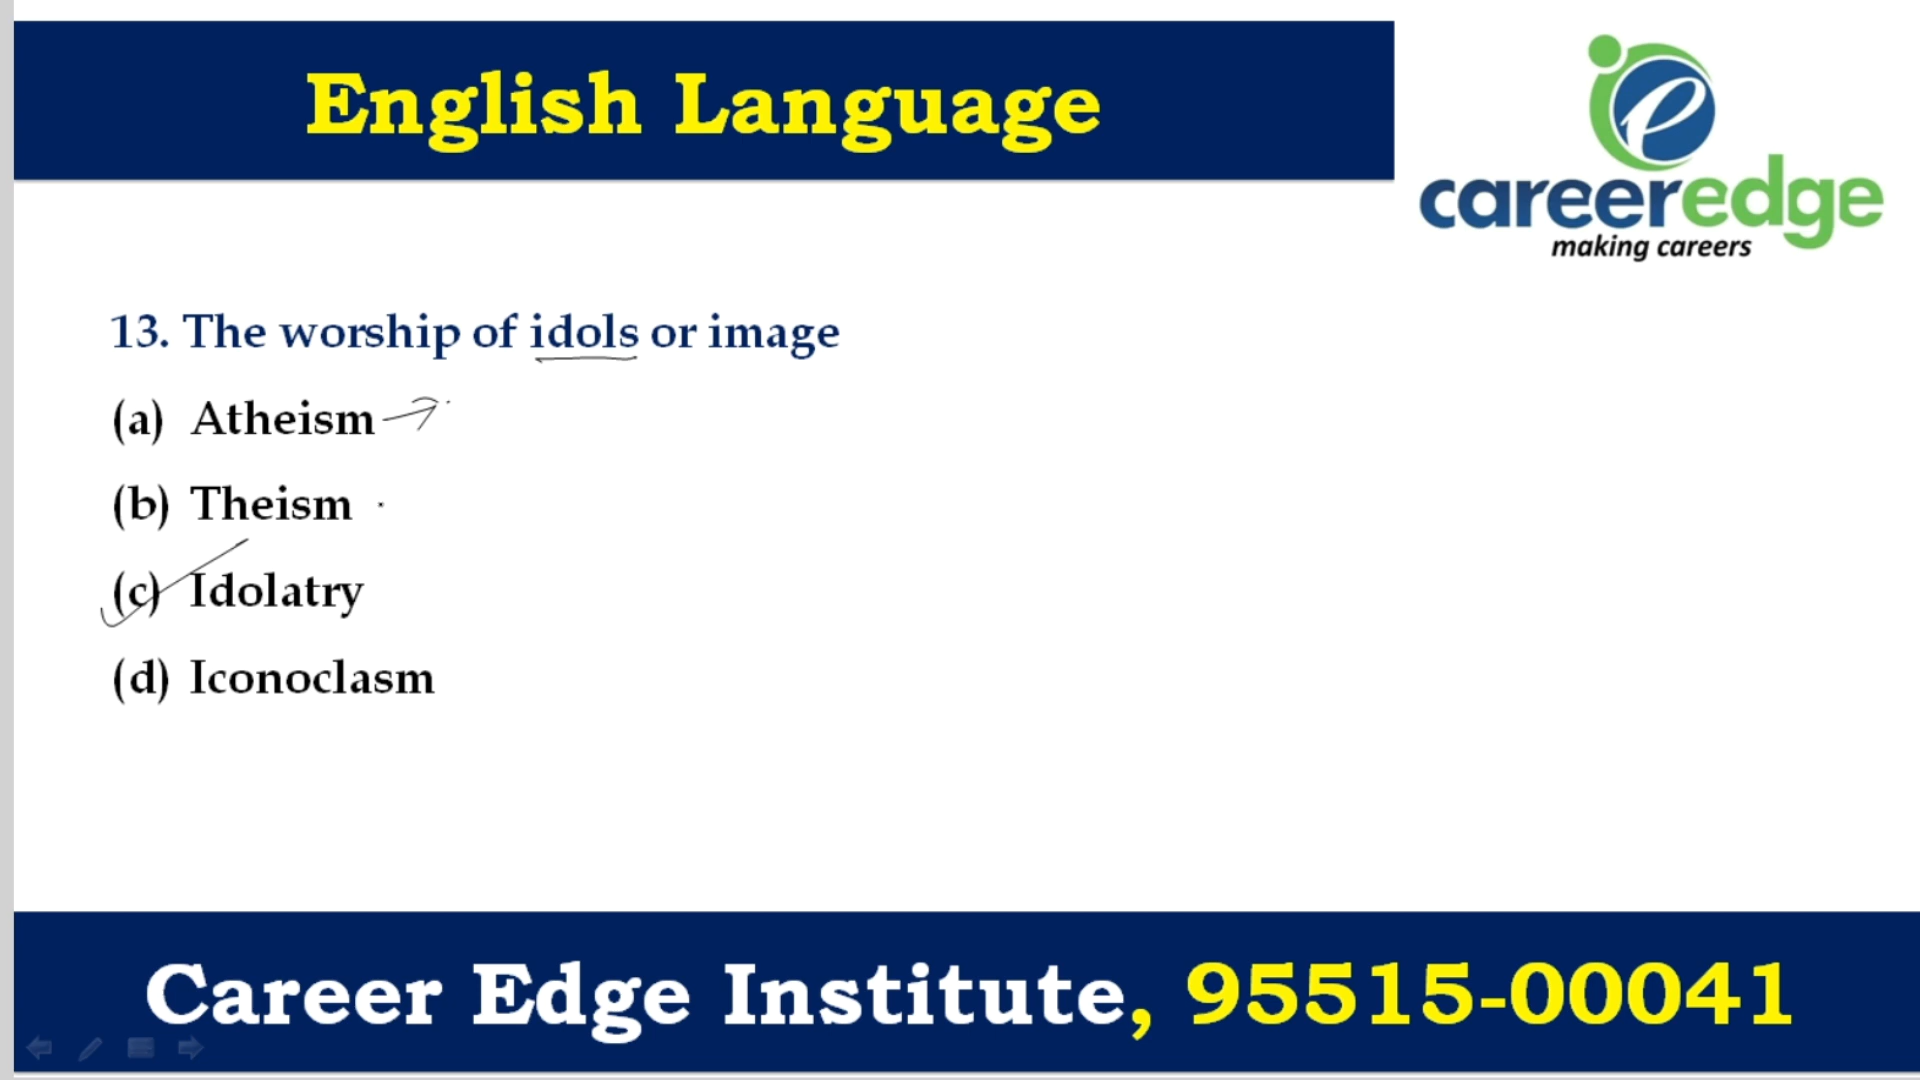 English Language
careeredge
making careers
13. The worship of idols or image
(a) Atheism
(b) Theism
(c) Idolatry
(d) Iconoclasm
Career Edge Institute, 95515-00041